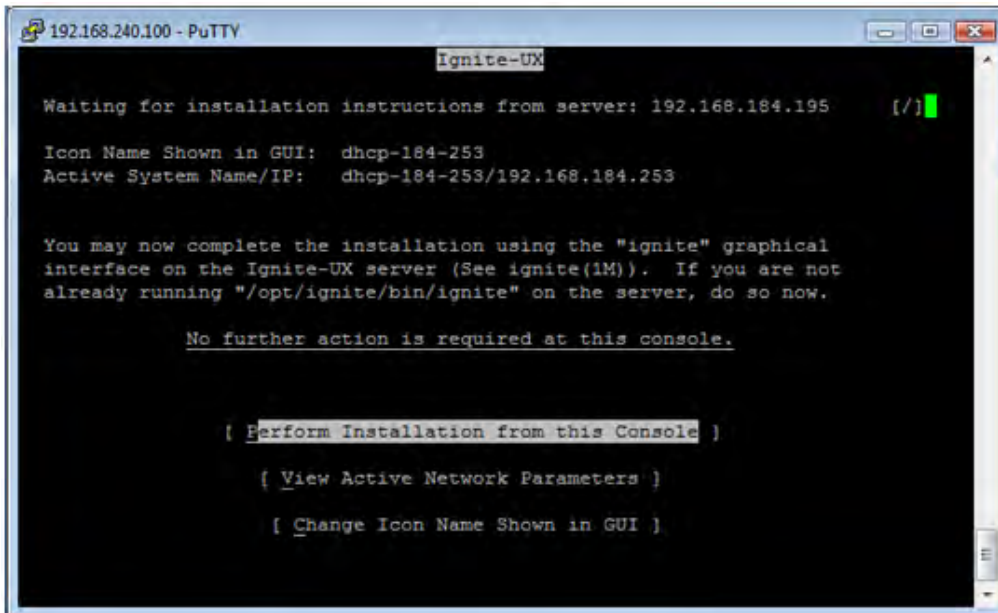 192.168.240.100 - PuTTY
Ignite-UX
Waiting for installation instructions from server: 192.168.184.195 [/]
Icon Name Shown in GUI: dhcp-184-253
Active System Name/IP: dhcp-184-253/192.168.184.253
You may now complete the installation using the "ignite" graphical
interface on the Ignite-UX server (See ignite(1M)). If you are not
already running "/opt/ignite/bin/ignite" on the server, do so now.
No further action is required at this console.
[ Perform Installation from this Console ]
[ View Active Network Parameters ]
[ Change Icon Name Shown in GUI ]